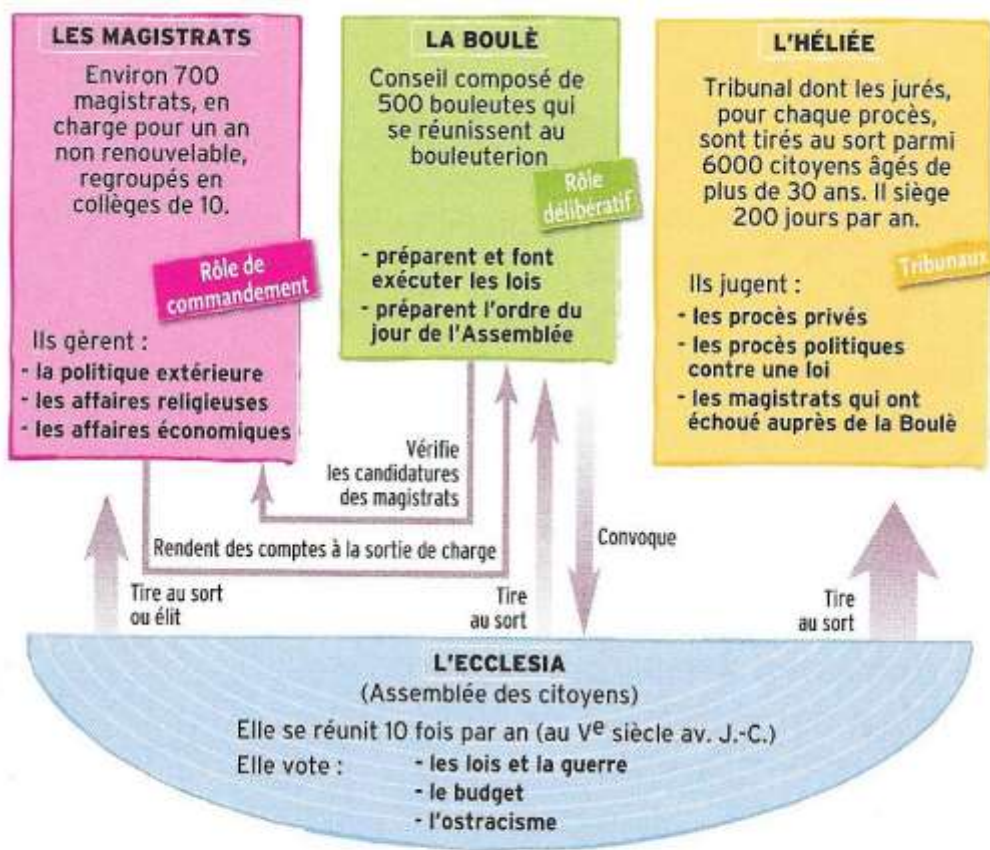 LES MAGISTRATS
Environ 700
magistrats, en
charge pour un an
non renouvelable,
regroupés en
collèges de 10.
Rôle de
commandement
Ils gèrent :
- la politique extérieure
- les affaires religieuses
- les affaires économiques
LA BOULÈ
Conseil composé de
500 bouleutes qui
se réunissent au
bouleuterion
Rôle
délibératif
- préparent et font
exécuter les lois
- préparent l'ordre du
jour de l'Assemblée
L'HÉLIÉE
Tribunal dont les jurés,
pour chaque procès,
sont tirés au sort parmi
6000 citoyens âgés de
plus de 30 ans. Il siège
200 jours par an.
Tribunaux
Ils jugent :
- les procès privés
- les procès politiques
contre une loi
- les magistrats qui ont
échoué auprès de la Boulè
Vérifie
les candidatures
des magistrats
Rendent des comptes à la sortie de charge
Convoque
Tire au sort
ou élit
Tire
au sort
Tire
au sort
L'ECCLESIA
(Assemblée des citoyens)
Elle se réunit 10 fois par an (au Ve siècle av. J.-C.)
Elle vote :
- les lois et la guerre
- le budget
- l'ostracisme